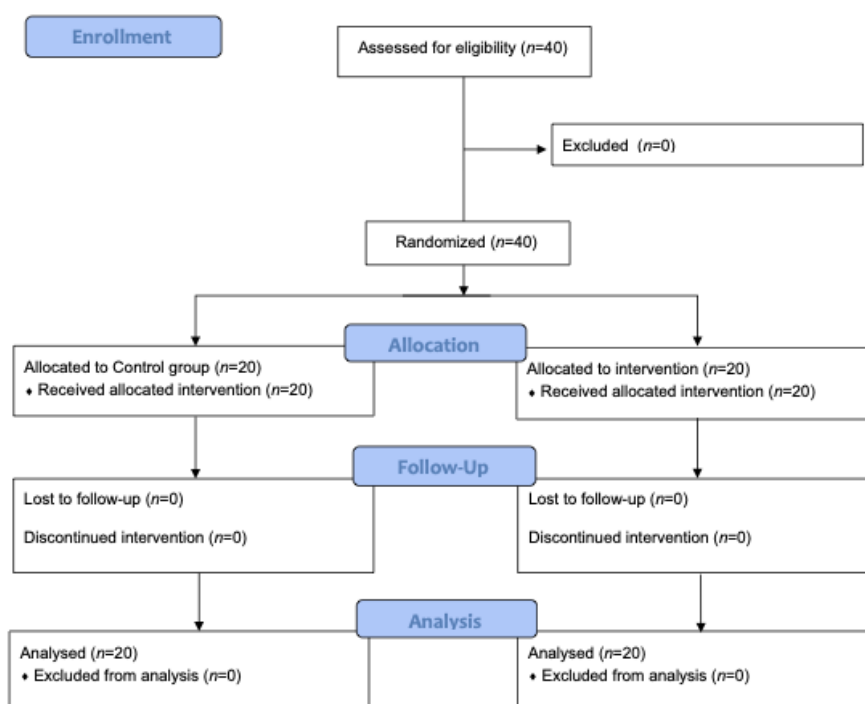 Enrollment
Assessed for eligibility (n=40)
Excluded (n=0)
Randomized (n=40)
Allocation
Allocated to Control group (n=20)
♦ Received allocated intervention (n=20)
Allocated to intervention (n=20)
♦ Received allocated intervention (n=20)
Follow-Up
Lost to follow-up (n=0)
Discontinued intervention (n=0)
Lost to follow-up (n=0)
Discontinued intervention (n=0)
Analysis
Analysed (n=20)
♦ Excluded from analysis (n=0)
Analysed (n=20)
♦ Excluded from analysis (n=0)